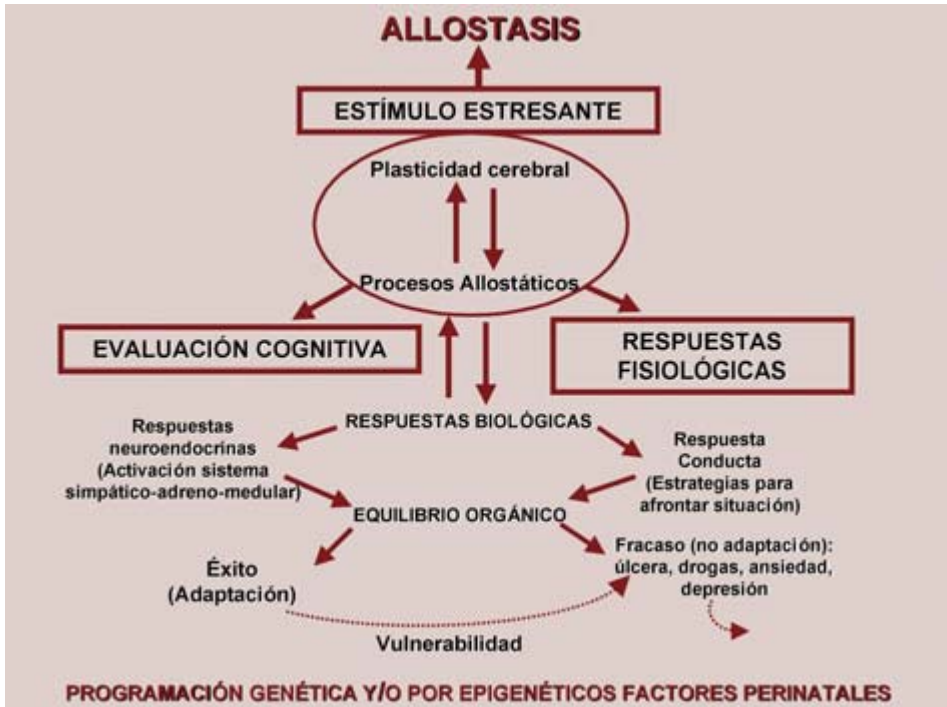 ALLOSTASIS
ESTÍMULO ESTRESANTE
Plasticidad cerebral
Procesos Allostáticos
EVALUACIÓN COGNITIVA
RESPUESTAS
FISIOLÓGICAS
RESPUESTAS BIOLÓGICAS
Respuestas
neuroendocrinas
(Activación sistema
simpático-adreno-medular)
Respuesta
Conducta
(Estrategias para
afrontar situación)
EQUILIBRIO ORGÁNICO
Éxito
(Adaptación)
Fracaso (no adaptación):
úlcera, drogas, ansiedad,
depresión
Vulnerabilidad
PROGRAMACIÓN GENÉTICA Y/O POR EPIGENÉTICOS FACTORES PERINATALES